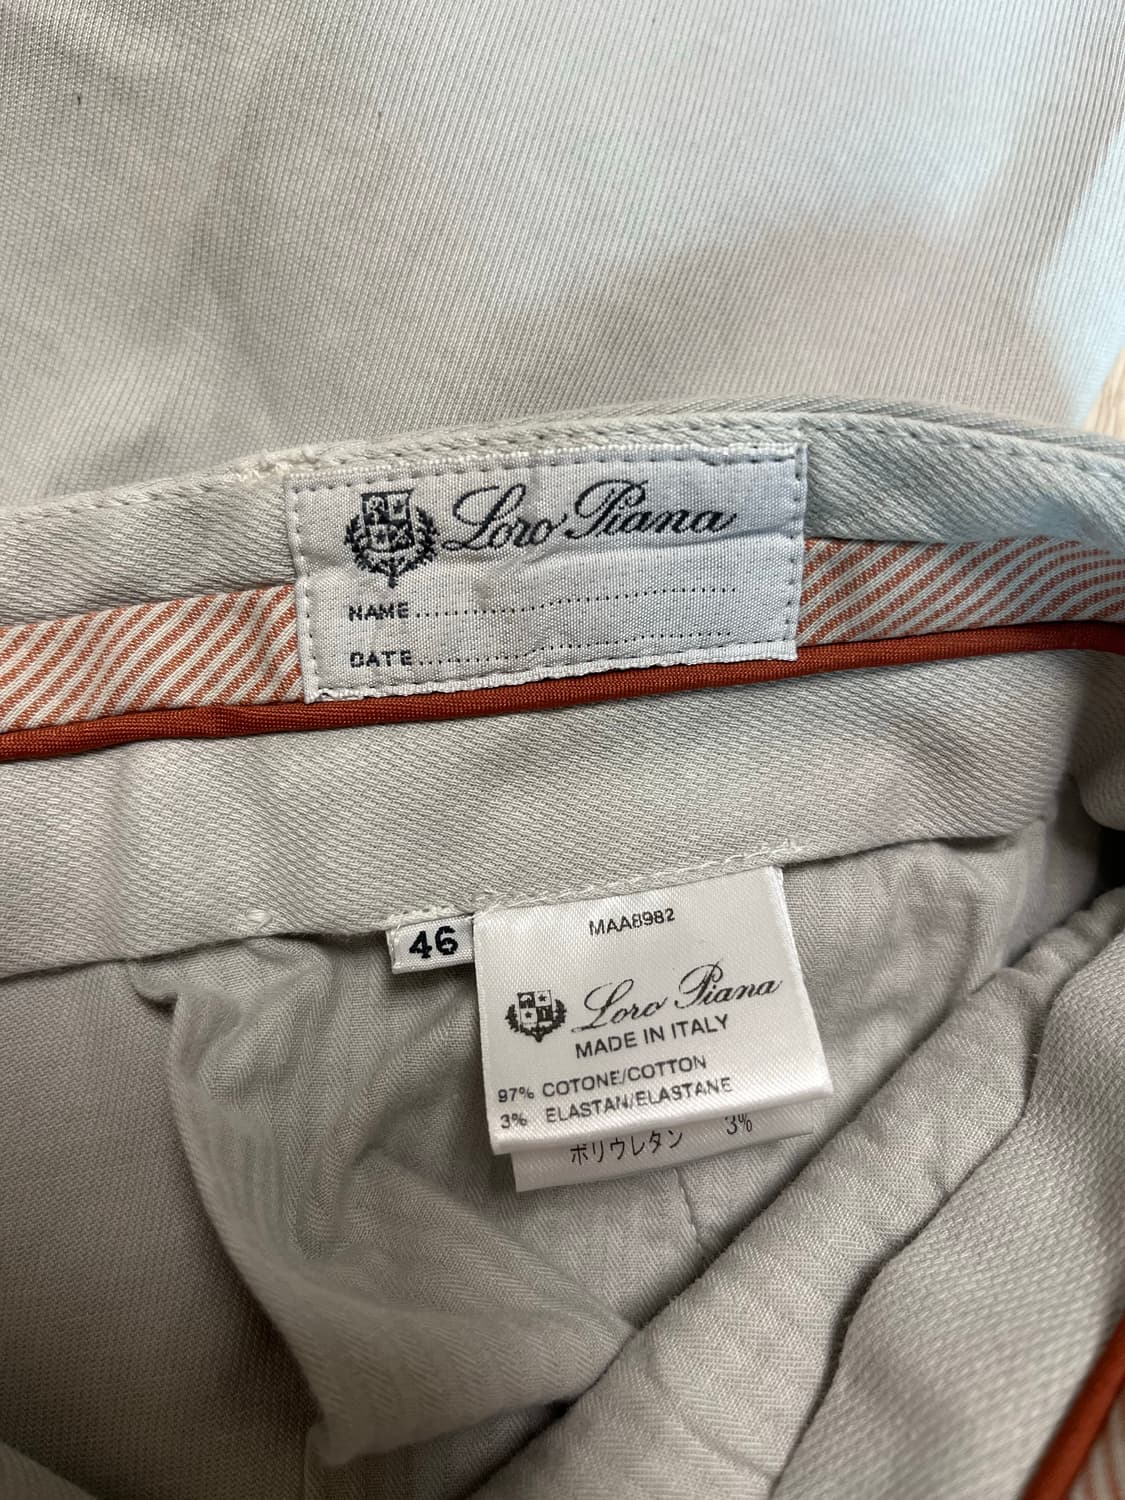 Loro Piana
NAME........................
DATE........................
46
MAA8982
Loro Piana
MADE IN ITALY
97% COTONE/COTTON
3% ELASTAN/ELASTANE
ポリウレタン 3%